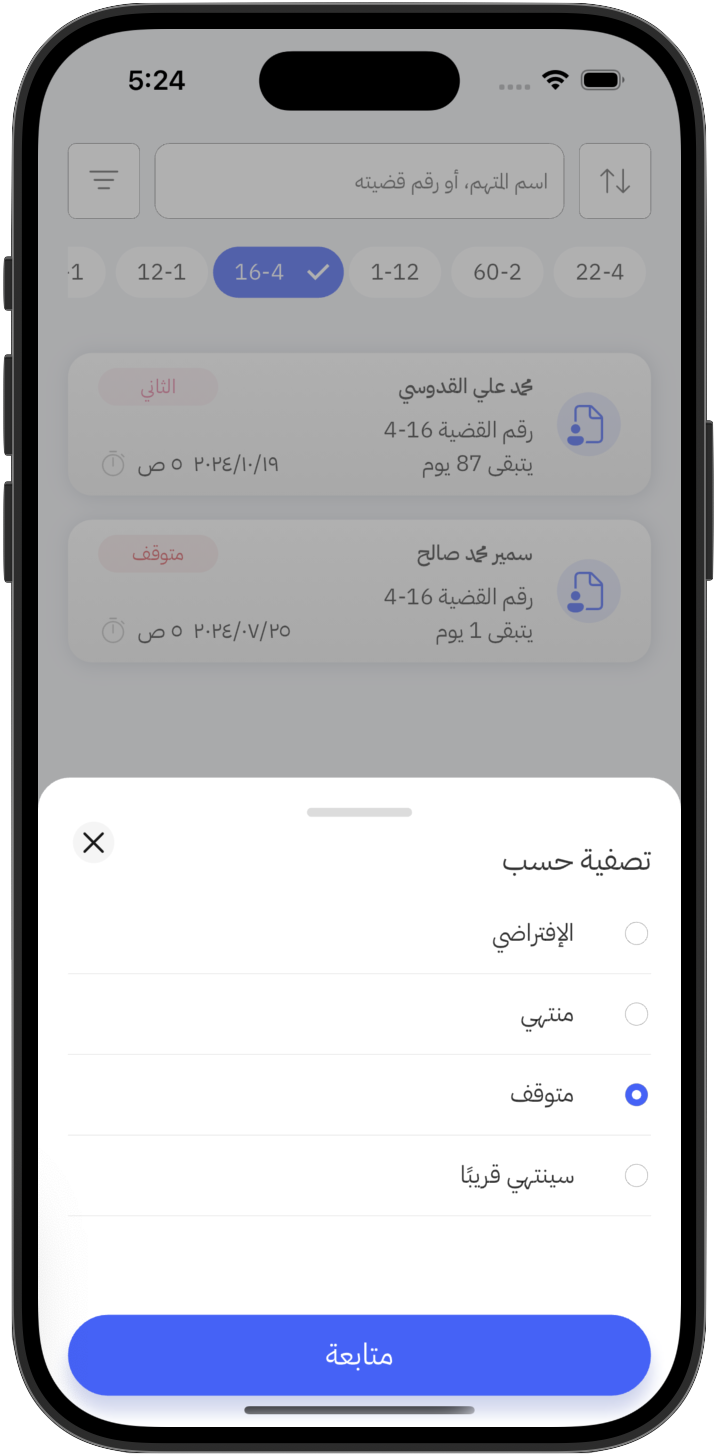 5:24
اسم المتهم، أو رقم قضيته
22-4
60-2
1-12
16-4
12-1
-1
محمد علي القدوسي
الثاني
رقم القضية 16-4
يتبقى 87 يوم
٢٠٢٤/١٠/١٩ ٥ ص
سمير محمد صالح
متوقف
رقم القضية 16-4
يتبقى 1 يوم
٢٠٢٤/٠٧/٢٥ ٥ ص
تصفية حسب
الإفتراضي
منتهي
متوقف
سينتهي قريبًا
متابعة